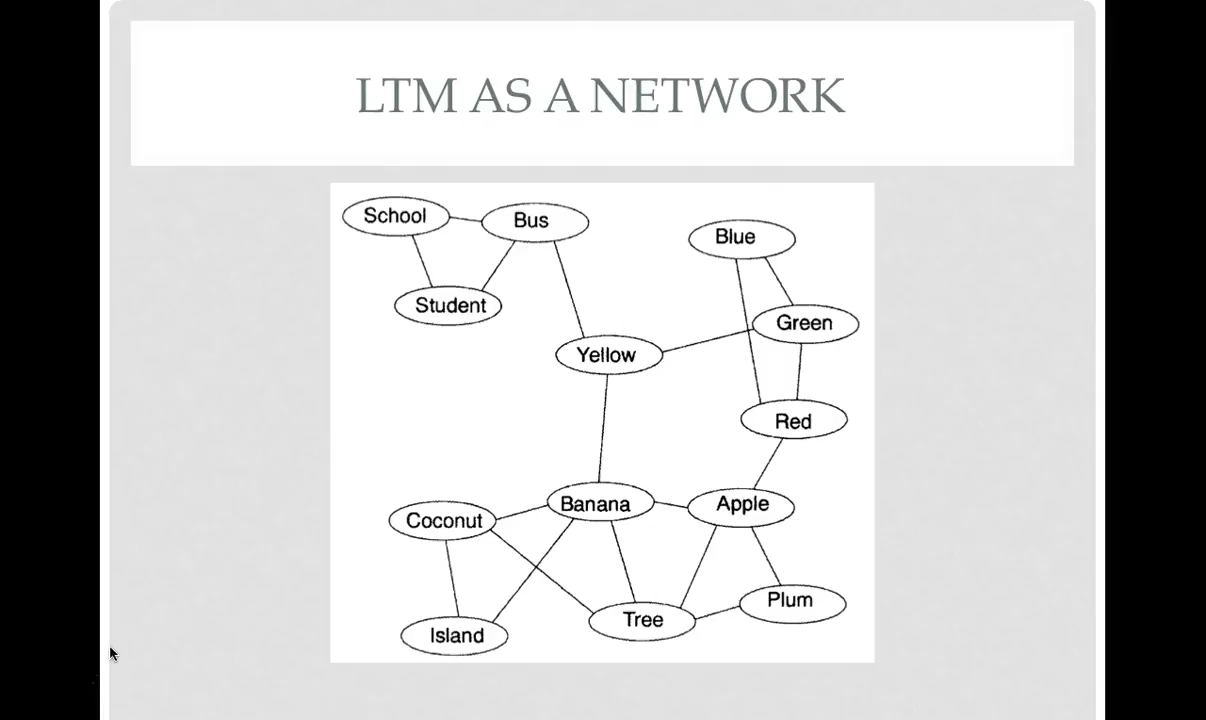 LTM AS A NETWORK
School
Bus
Blue
Student
Green
Yellow
Red
Banana
Apple
Coconut
Plum
Tree
Island